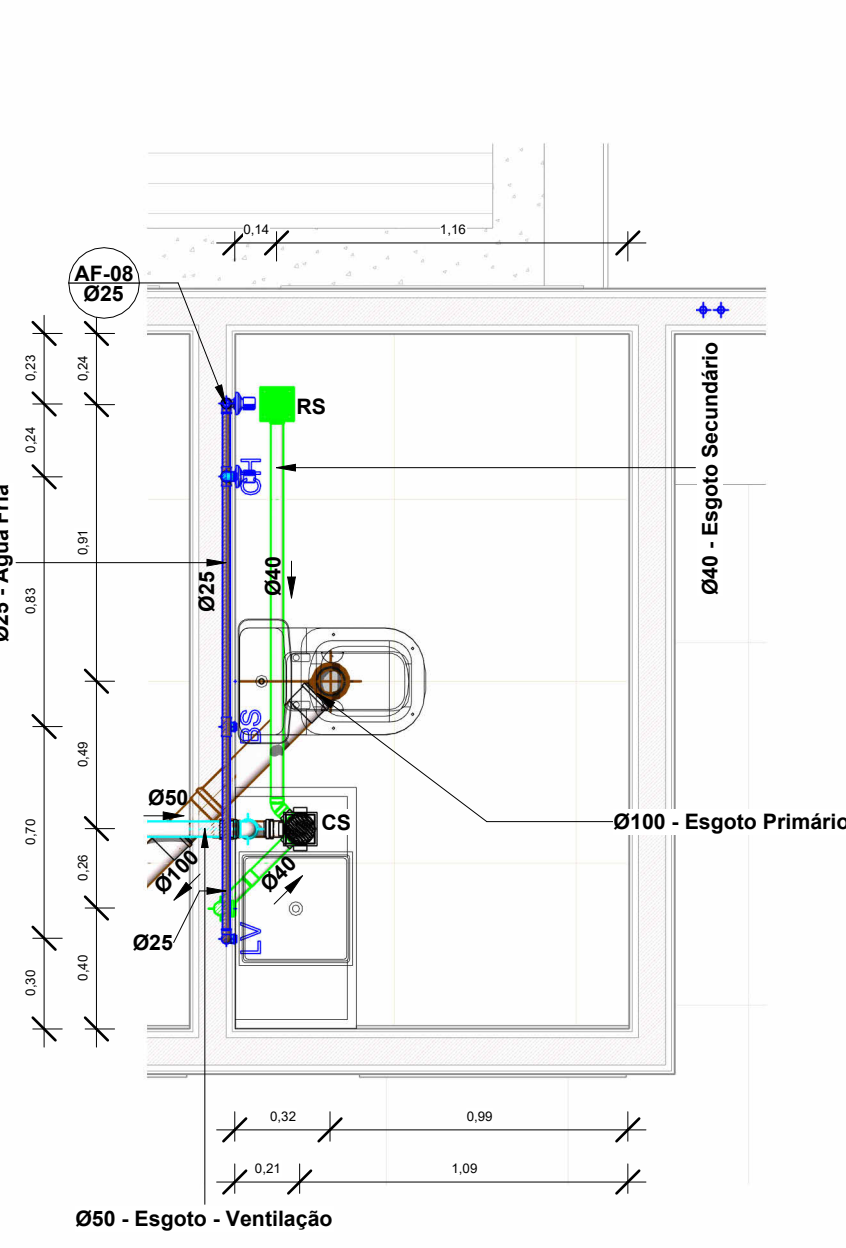 0,14
1,16
AF-08
Ø25
0,23
0,24
0,24
0,91
0,83
0,49
0,70
0,26
0,30
0,40
Ø25 - Água Fria
RS
CH
Ø25
Ø40
Ø40 - Esgoto Secundário
BS
Ø50
CS
Ø100 - Esgoto Primário
Ø100
Ø40
Ø25
LV
0,32
0,99
0,21
1,09
Ø50 - Esgoto - Ventilação